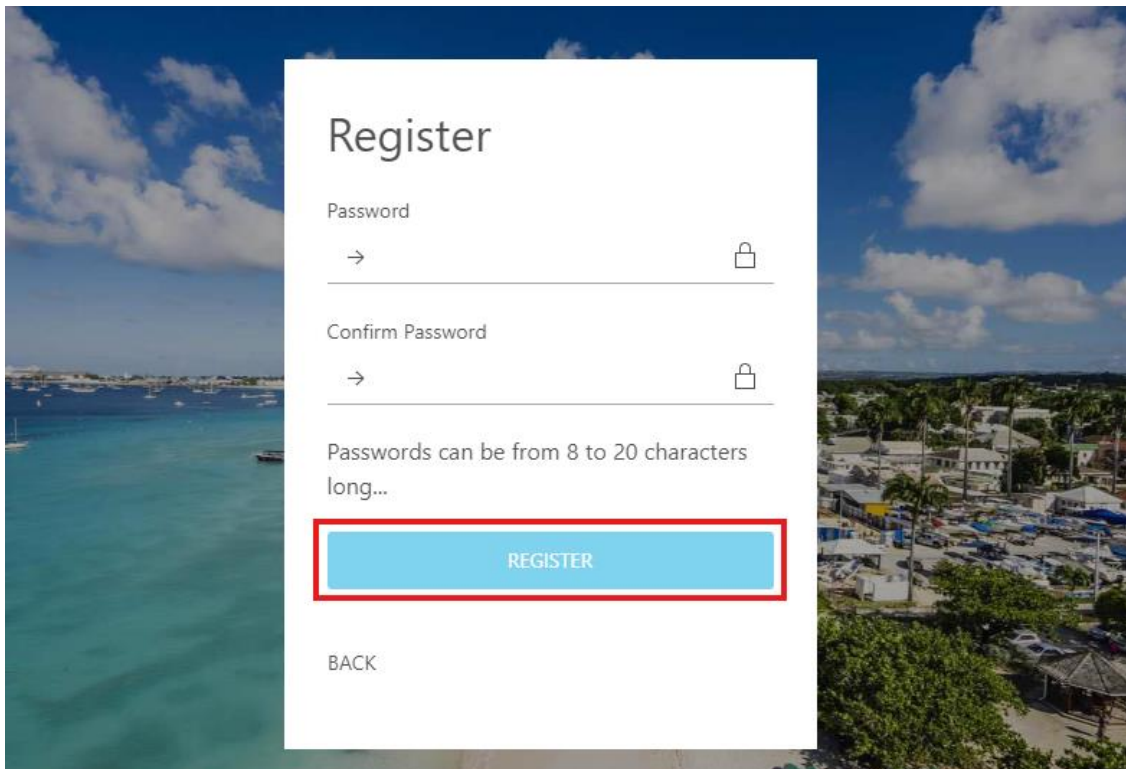 Register
Password
Confirm Password
Passwords can be from 8 to 20 characters
long...
REGISTER
BACK